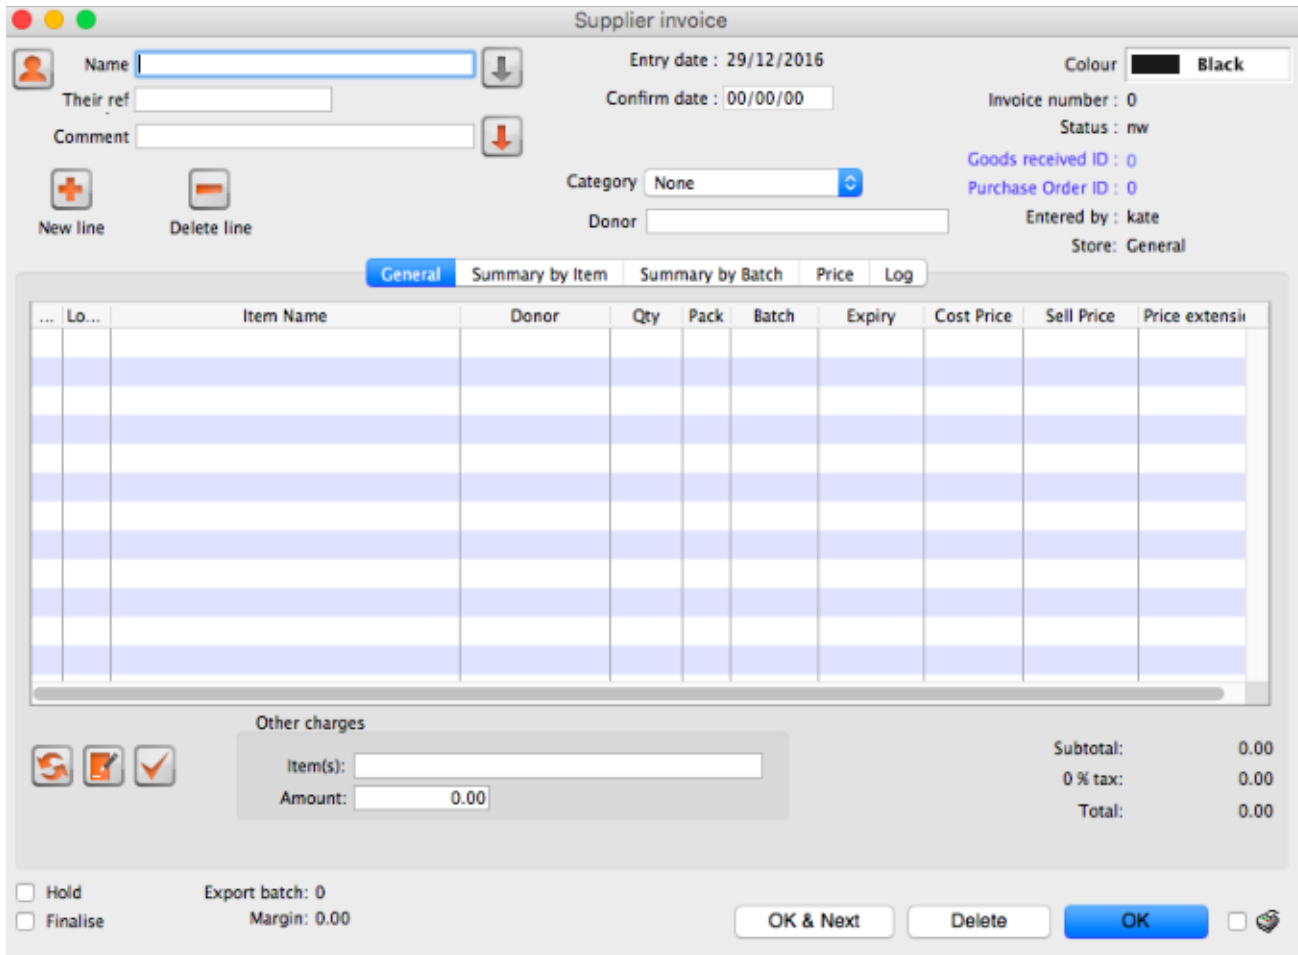 Supplier invoice
Name
Entry date : 29/12/2016
Colour Black
Their ref
Confirm date : 00/00/00
Invoice number : 0
Comment
Status : nw
Goods received ID : 0
Category None
Purchase Order ID : 0
New line Delete line
Donor
Entered by : kate
Store: General
General Summary by Item Summary by Batch Price Log
... Lo... Item Name Donor Qty Pack Batch Expiry Cost Price Sell Price Price extensi
Other charges
Item(s):
Subtotal: 0.00
Amount: 0.00
0 % tax: 0.00
Total: 0.00
Hold
Export batch: 0
Finalise
Margin: 0.00
OK & Next Delete OK